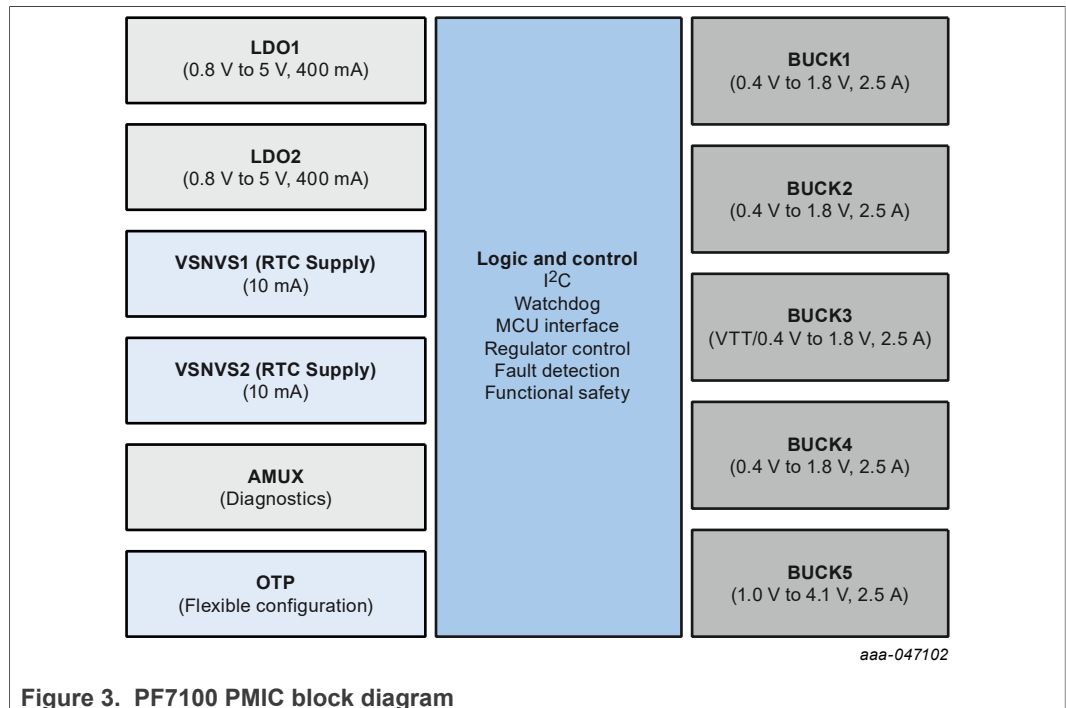 LDO1
(0.8 V to 5 V, 400 mA)
LDO2
(0.8 V to 5 V, 400 mA)
VSNVS1 (RTC Supply)
(10 mA)
VSNVS2 (RTC Supply)
(10 mA)
AMUX
(Diagnostics)
OTP
(Flexible configuration)
Logic and control
I²C
Watchdog
MCU interface
Regulator control
Fault detection
Functional safety
BUCK1
(0.4 V to 1.8 V, 2.5 A)
BUCK2
(0.4 V to 1.8 V, 2.5 A)
BUCK3
(VTT/0.4 V to 1.8 V, 2.5 A)
BUCK4
(0.4 V to 1.8 V, 2.5 A)
BUCK5
(1.0 V to 4.1 V, 2.5 A)
aaa-047102
Figure 3. PF7100 PMIC block diagram